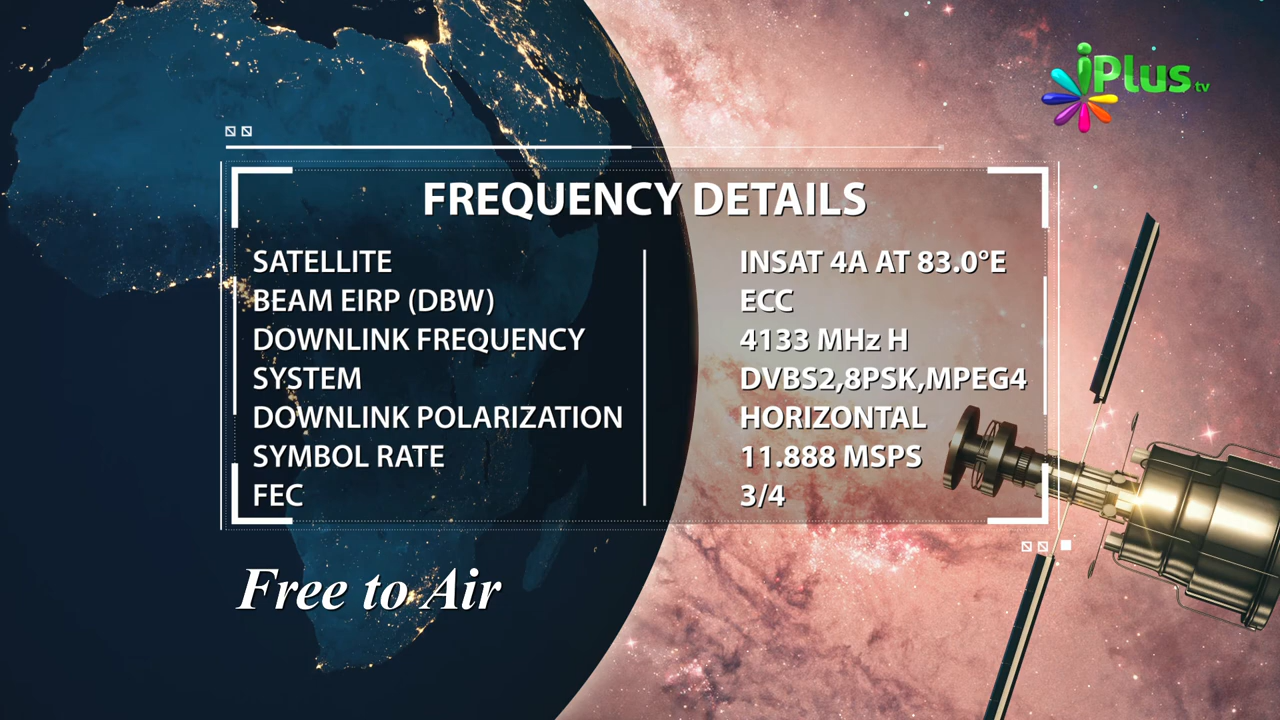 iPlus tv
FREQUENCY DETAILS
SATELLITE INSAT 4A AT 83.0°E
BEAM EIRP (DBW) ECC
DOWNLINK FREQUENCY 4133 MHz H
SYSTEM DVBS2,8PSK,MPEG4
DOWNLINK POLARIZATION HORIZONTAL
SYMBOL RATE 11.888 MSPS
FEC 3/4
Free to Air